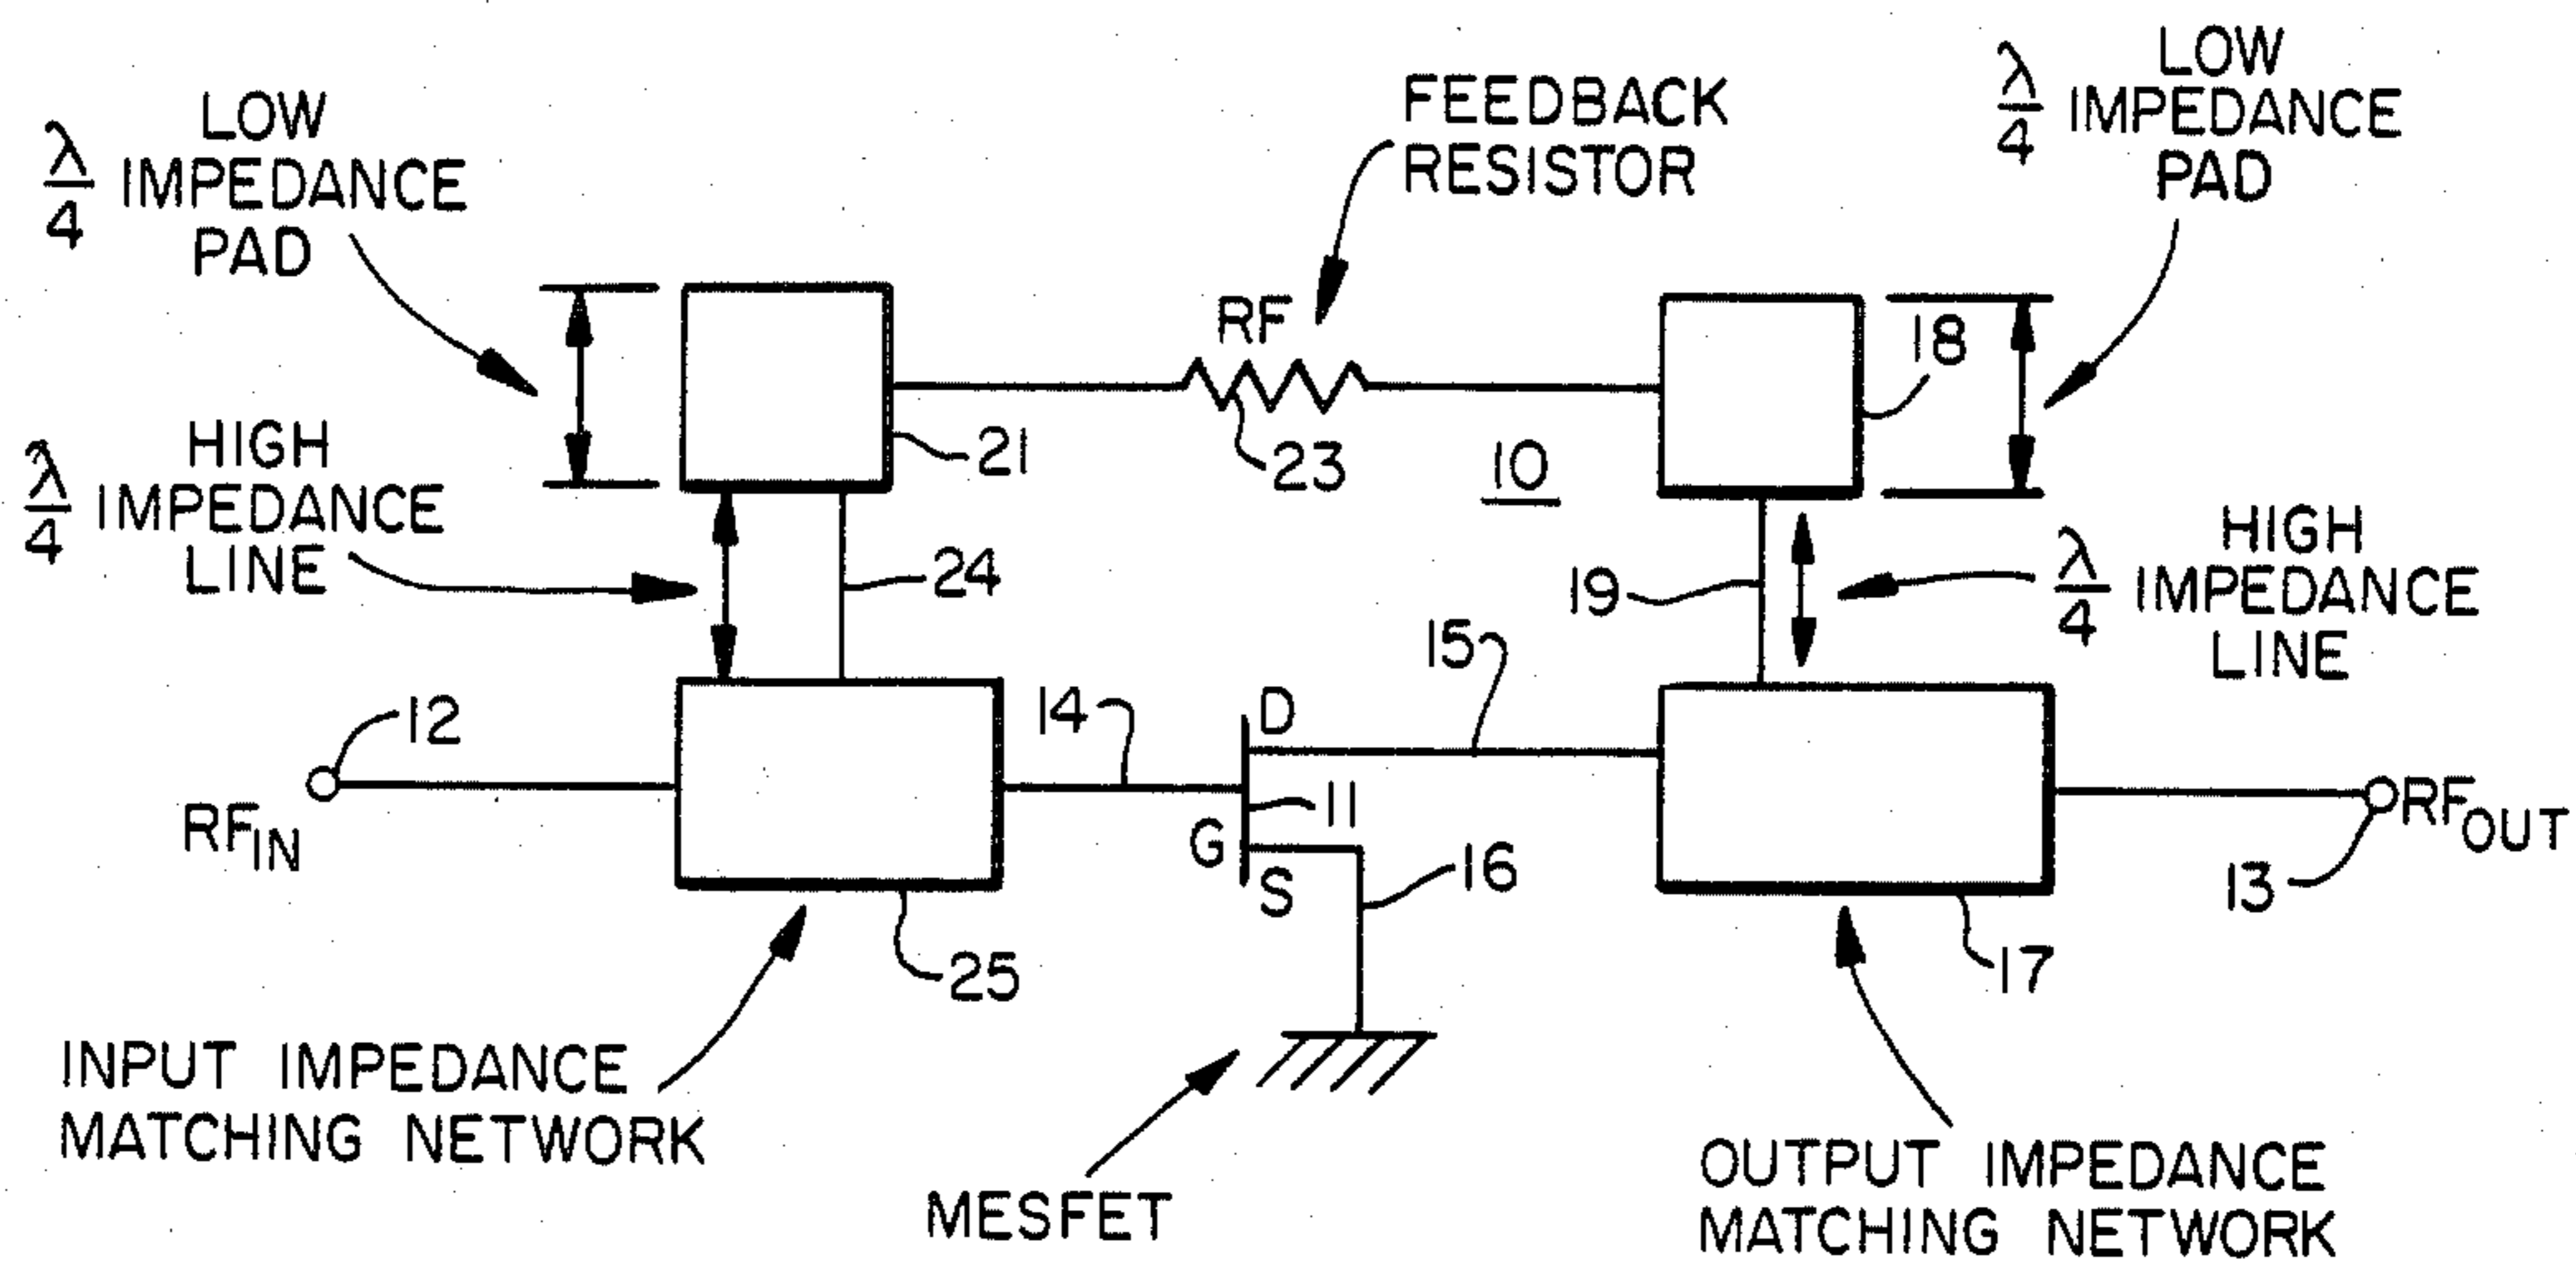 LOW
λ/4 IMPEDANCE
PAD
FEEDBACK
RESISTOR
LOW
λ/4 IMPEDANCE
PAD
RF
18
21
23
10
HIGH
λ/4 IMPEDANCE
LINE
24
19
HIGH
λ/4 IMPEDANCE
LINE
15
12
14
D
11
RFIN
G
S
16
RFOUT
13
25
17
INPUT IMPEDANCE
MATCHING NETWORK
MESFET
OUTPUT IMPEDANCE
MATCHING NETWORK